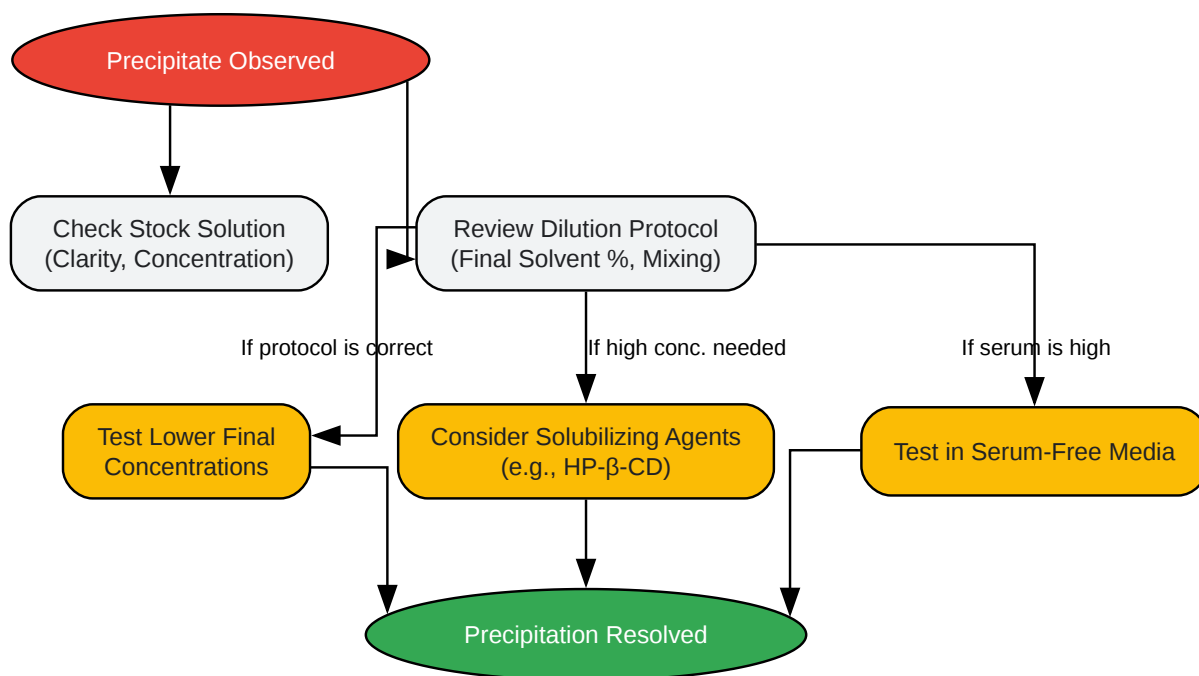 Precipitate Observed
Check Stock Solution
(Clarity, Concentration)
Review Dilution Protocol
(Final Solvent %, Mixing)
If protocol is correct
If high conc. needed
If serum is high
Test Lower Final
Concentrations
Consider Solubilizing Agents
(e.g., HP-β-CD)
Test in Serum-Free Media
Precipitation Resolved